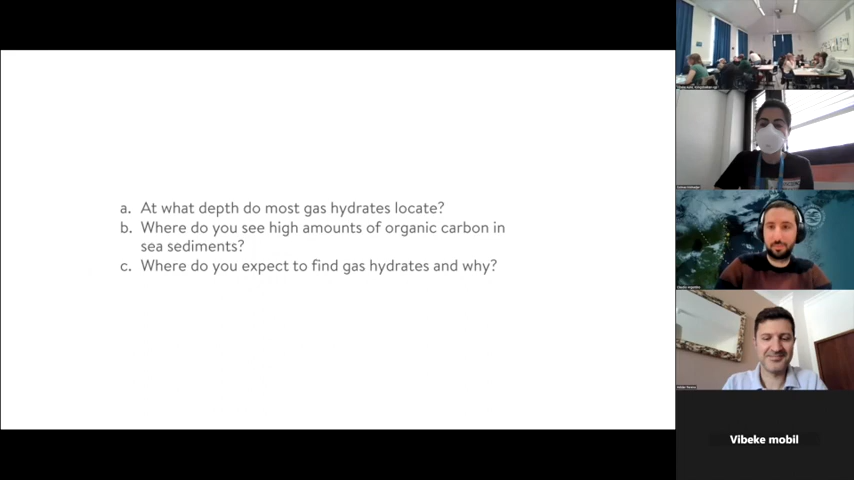 a. At what depth do most gas hydrates locate?
b. Where do you see high amounts of organic carbon in
sea sediments?
c. Where do you expect to find gas hydrates and why?
Vibeke mobil